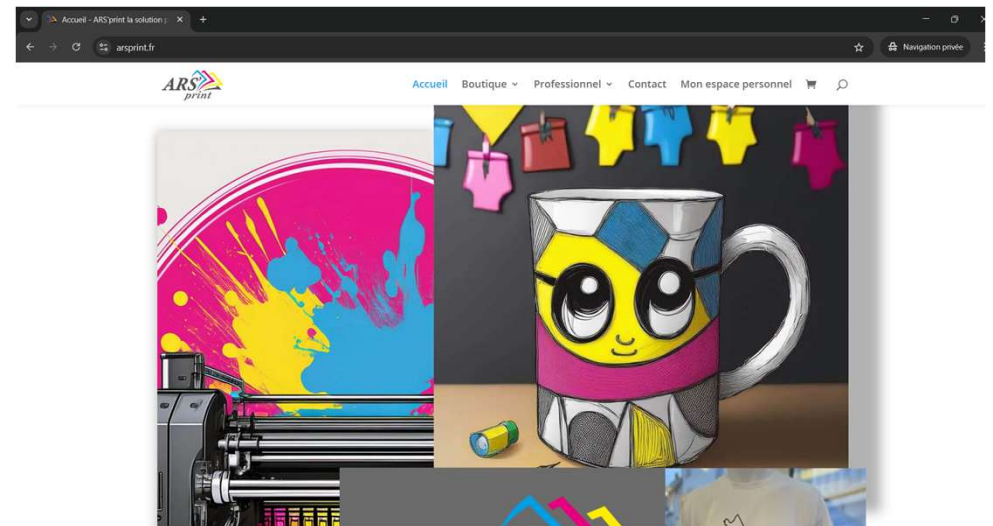 Accueil - ARS'print la solution p
arsprint.fr
Navigation privée
ARS'
print
Accueil Boutique Professionnel Contact Mon espace personnel